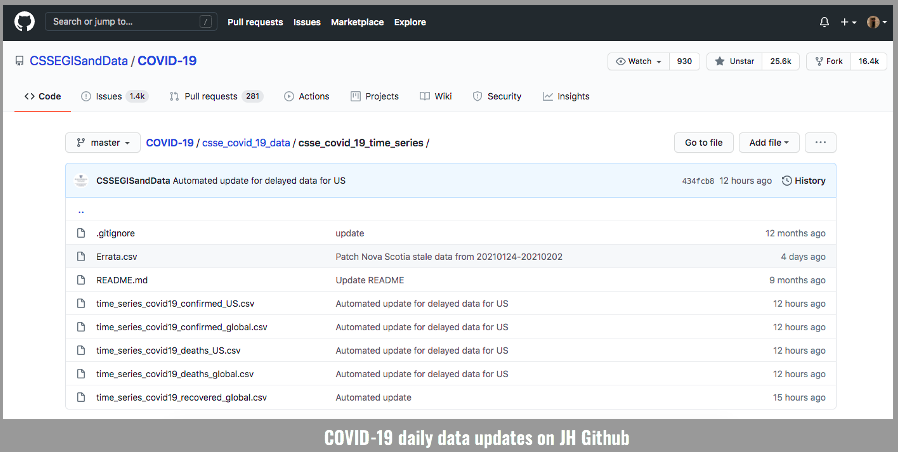 Search or jump to... / Pull requests Issues Marketplace Explore
CSSEGISandData / COVID-19 Watch 930 Unstar 25.6k Fork 16.4k
<> Code Issues 1.4k Pull requests 281 Actions Projects Wiki Security Insights
master COVID-19 / csse_covid_19_data / csse_covid_19_time_series / Go to file Add file ...
CSSEGISandData Automated update for delayed data for US 434fcb8 12 hours ago History
..
.gitignore update 12 months ago
Errata.csv Patch Nova Scotia stale data from 20210124-20210202 4 days ago
README.md Update README 9 months ago
time_series_covid19_confirmed_US.csv Automated update for delayed data for US 12 hours ago
time_series_covid19_confirmed_global.csv Automated update for delayed data for US 12 hours ago
time_series_covid19_deaths_US.csv Automated update for delayed data for US 12 hours ago
time_series_covid19_deaths_global.csv Automated update for delayed data for US 12 hours ago
time_series_covid19_recovered_global.csv Automated update 15 hours ago
COVID-19 daily data updates on JH Github